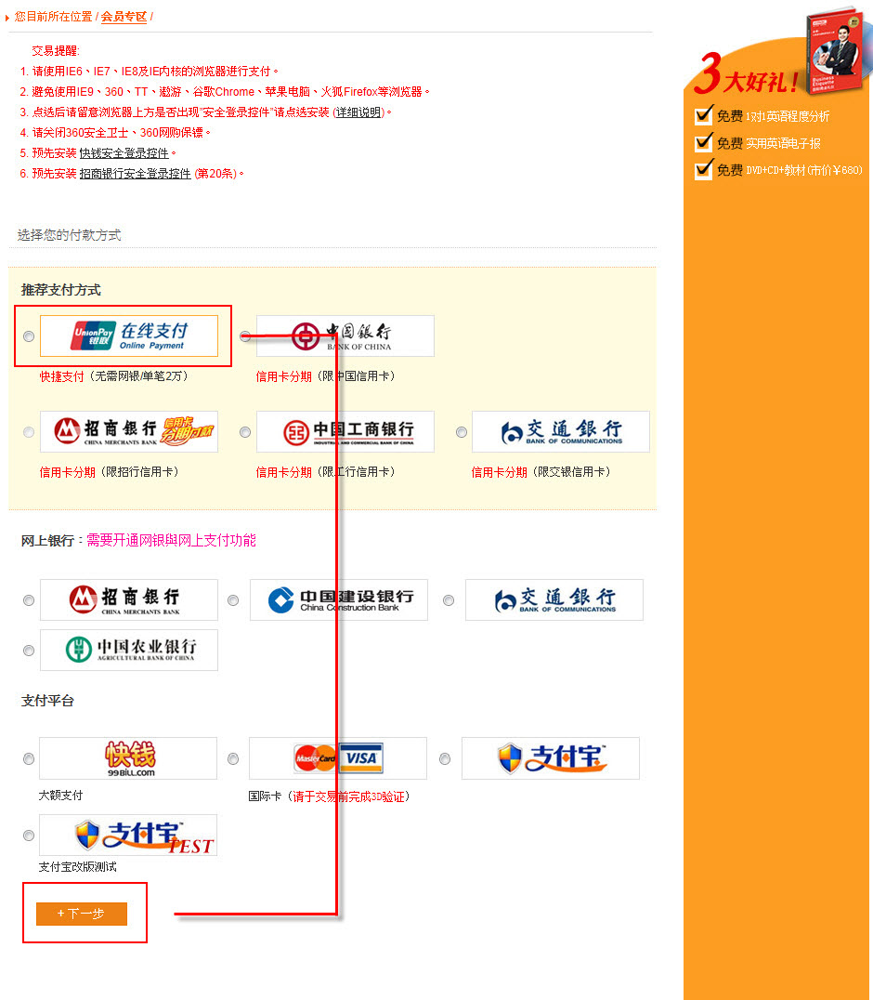 您目前所在位置 / 会员专区 /
交易提醒:
1. 请使用IE6、IE7、IE8及IE内核的浏览器进行支付。
2. 避免使用IE9、360、TT、遨游、谷歌Chrome、苹果电脑、火狐Firefox等浏览器。
3. 点选后请留意浏览器上方是否出现"安全登录控件"请点选安装 (详细说明)。
4. 请关闭360安全卫士、360网购保镖。
5. 预先安装 快钱安全登录控件。
6. 预先安装 招商银行安全登录控件 (第20条)。
3大好礼!
Business Etiquette
免费 1对1英语程度分析
免费 实用英语电子报
免费 DVD+CD+教材(市价¥680)
选择您的付款方式
推荐支付方式
UnionPay 银联 在线支付 Online Payment
中国银行 BANK OF CHINA
快捷支付 (无需网银/单笔2万)
信用卡分期 (限中国信用卡)
招商银行 CHINA MERCHANTS BANK 信用卡分期付款
中国工商银行 INDUSTRIAL AND COMMERCIAL BANK OF CHINA
交通銀行 BANK OF COMMUNICATIONS
信用卡分期 (限招行信用卡)
信用卡分期 (限工行信用卡)
信用卡分期 (限交银信用卡)
网上银行:需要开通网银與网上支付功能
招商银行 CHINA MERCHANTS BANK
中国建设银行 China Construction Bank
交通銀行 BANK OF COMMUNICATIONS
中国农业银行 AGRICULTURAL BANK OF CHINA
支付平台
快钱 99BILL.COM
MasterCard VISA
支付宝™
大额支付
国际卡 (请于交易前完成3D验证)
支付宝™ TEST
支付宝改版测试
+ 下一步